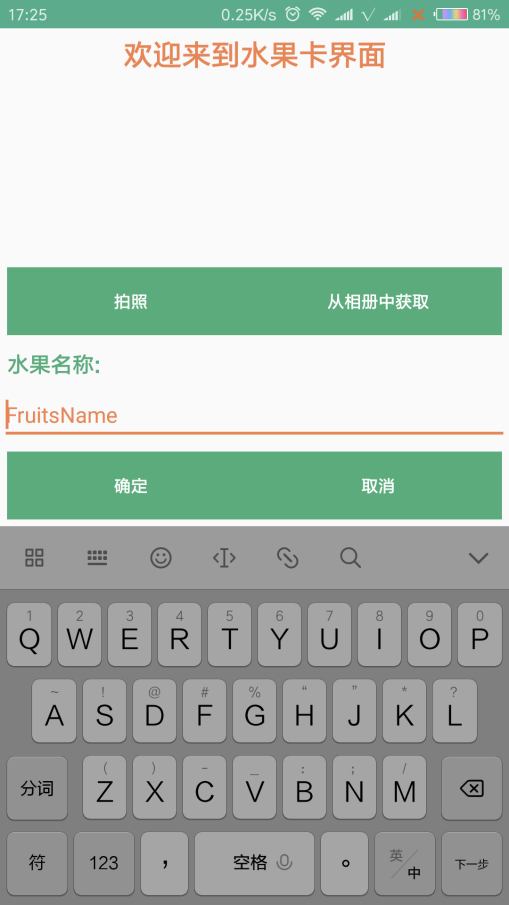 17:25 0.25K/s 81%
欢迎来到水果卡界面
拍照 从相册中获取
水果名称:
FruitsName
确定 取消
1 2 3 4 5 6 7 8 9 0
Q W E R T Y U I O P
~ ! @ # % “ ” * ?
A S D F G H J K L
( ) - _ : ; /
分词 Z X C V B N M
符 123 ， 空格 。 英/中 下一步